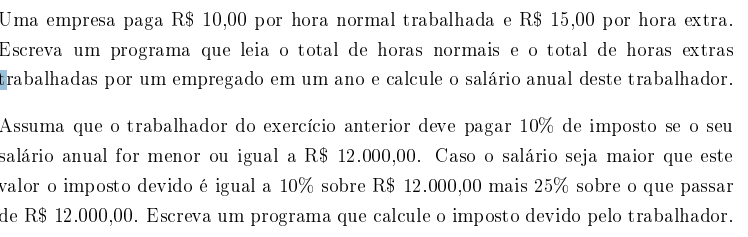 Uma empresa paga R$ 10,00 por hora normal trabalhada e R$ 15,00 por hora extra.
Escreva um programa que leia o total de horas normais e o total de horas extras
trabalhadas por um empregado em um ano e calcule o salário anual deste trabalhador.
Assuma que o trabalhador do exercício anterior deve pagar 10% de imposto se o seu
salário anual for menor ou igual a R$ 12.000,00. Caso o salário seja maior que este
valor o imposto devido é igual a 10% sobre R$ 12.000,00 mais 25% sobre o que passar
de R$ 12.000,00. Escreva um programa que calcule o imposto devido pelo trabalhador.